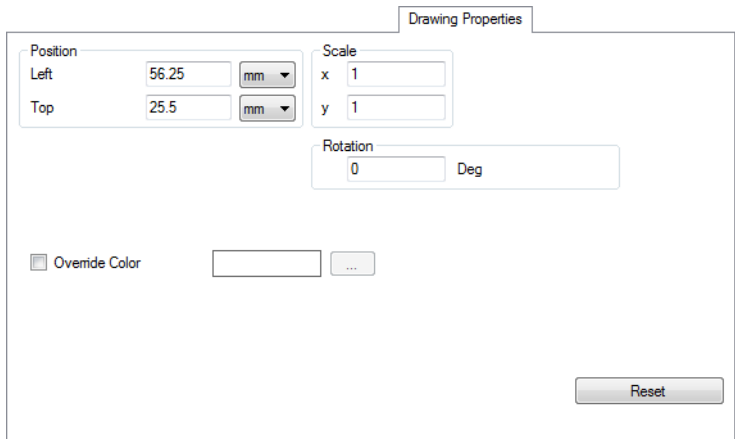 Drawing Properties
Position
Scale
Left 56.25 mm
x 1
Top 25.5 mm
y 1
Rotation
0 Deg
Override Color ...
Reset